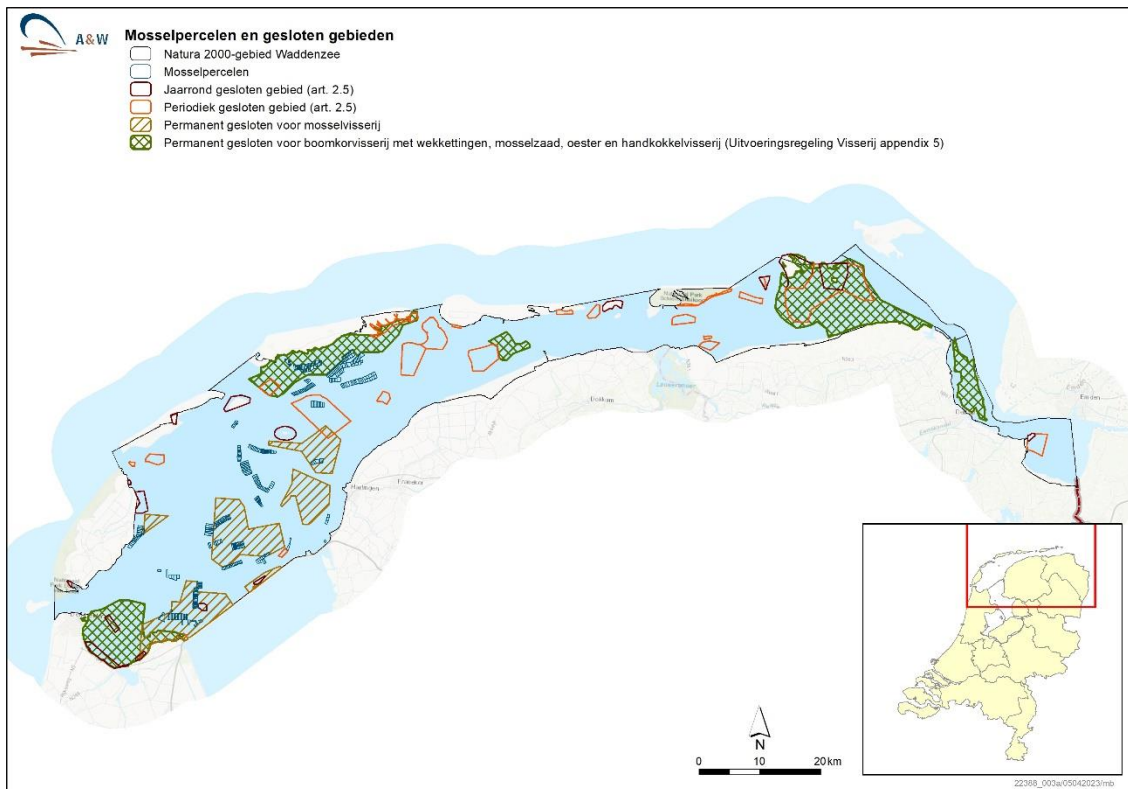 A&W
Mosselpercelen en gesloten gebieden
Natura 2000-gebied Waddenzee
Mosselpercelen
Jaarrond gesloten gebied (art. 2.5)
Periodiek gesloten gebied (art. 2.5)
Permanent gesloten voor mosselvisserij
Permanent gesloten voor boomkorvisserij met wekkettingen, mosselzaad, oester en handkokkelvisserij (Uitvoeringsregeling Visserij appendix 5)
Dokkum
Emden
Harlingen
Franeker
N
0 10 20 km
22388_003a/05042023/mb